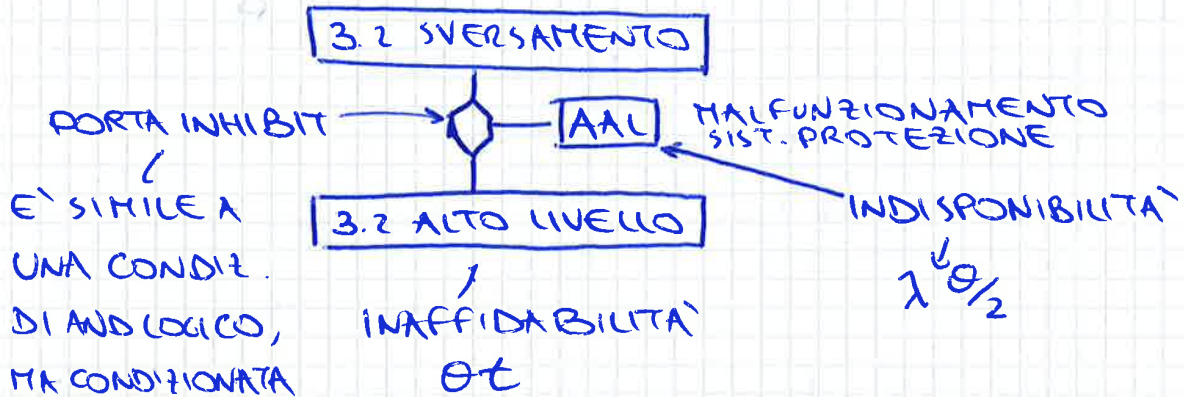 3.2 SVERSAMENTO
PORTA INHIBIT
AAL
MALFUNZIONAMENTO
SIST. PROTEZIONE
E` SIMILE A
UNA CONDIZ.
DI AND LOGICO,
MA CONDIZIONATA
3.2 ALTO LIVELLO
INAFFIDABILITA`
θt
INDISPONIBILITA`
λ θ/2